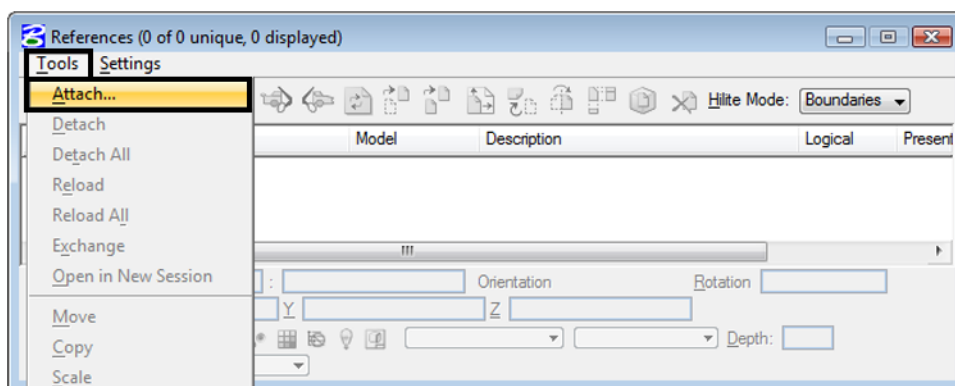 References (0 of 0 unique, 0 displayed)
Tools Settings
Attach... Hilite Mode: Boundaries
Detach
Model Description Logical Present
Detach All
Reload
Reload All
Exchange
Open in New Session : Orientation Rotation
Move Y Z
Copy Depth:
Scale